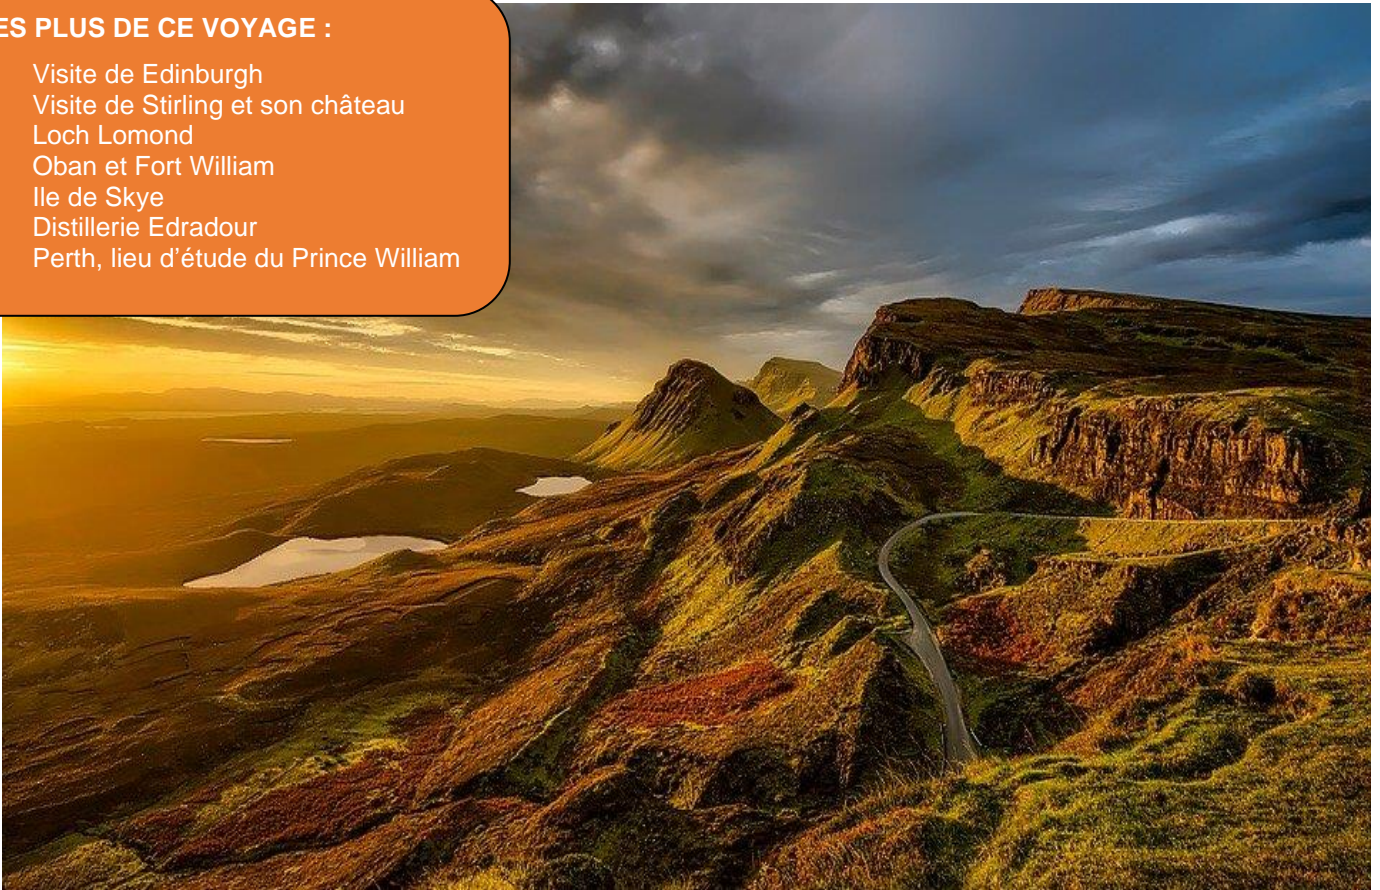 ES PLUS DE CE VOYAGE :
Visite de Edinburgh
Visite de Stirling et son château
Loch Lomond
Oban et Fort William
Ile de Skye
Distillerie Edradour
Perth, lieu d’étude du Prince William